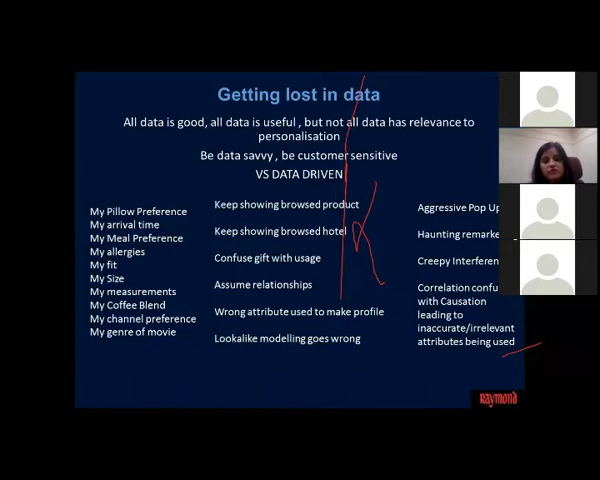 Getting lost in data
All data is good, all data is useful , but not all data has relevance to
personalisation
Be data savvy , be customer sensitive
VS DATA DRIVEN
My Pillow Preference
My arrival time
My Meal Preference
My allergies
My fit
My Size
My measurements
My Coffee Blend
My channel preference
My genre of movie
Keep showing browsed product
Keep showing browsed hotel
Confuse gift with usage
Assume relationships
Wrong attribute used to make profile
Lookalike modelling goes wrong
Aggressive Pop Up
Haunting remarke
Creepy Interferen
Correlation confu
with Causation
leading to
inaccurate/irrelevant
attributes being used
Raymond